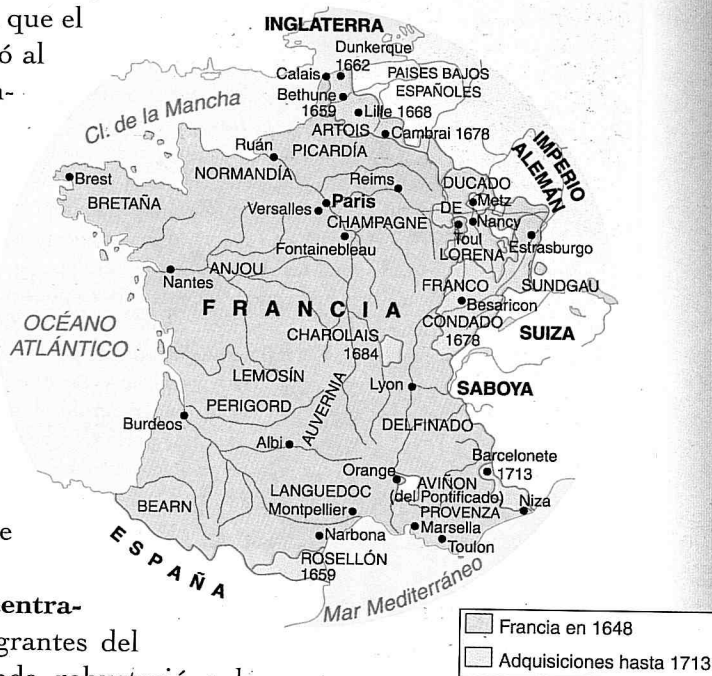 que el
ó al
INGLATERRA
Dunkerque
1662
Calais
PAISES BAJOS
ESPAÑOLES
Bethune
1659
Lille 1668
Cl. de la Mancha
ARTOIS
Cambrai 1678
PICARDÍA
Ruán
IMPERIO
ALEMÁN
NORMANDÍA
Reims
DUCADO
Brest
Metz
BRETAÑA
París
DE
Versalles
Nancy
CHAMPAGNE
Toul
Estrasburgo
Fontainebleau
LORENA
ANJOU
Nantes
FRANCO
SUNDGAU
FRANCIA
Besaricon
OCÉANO
ATLÁNTICO
CHAROLAIS
1684
CONDADO
1678
SUIZA
LEMOSÍN
Lyon
SABOYA
PERIGORD
AUVERNIA
Burdeos
DELFINADO
Albi
Barcelonete
1713
Orange
AVIÑON
(del Pontificado)
Niza
LANGUEDOC
BEARN
Montpellier
PROVENZA
Marsella
Narbona
Toulon
e
ESPAÑA
ROSELLÓN
1659
Mar Mediterráneo
entra-
grantes del
Francia en 1648
Adquisiciones hasta 1713